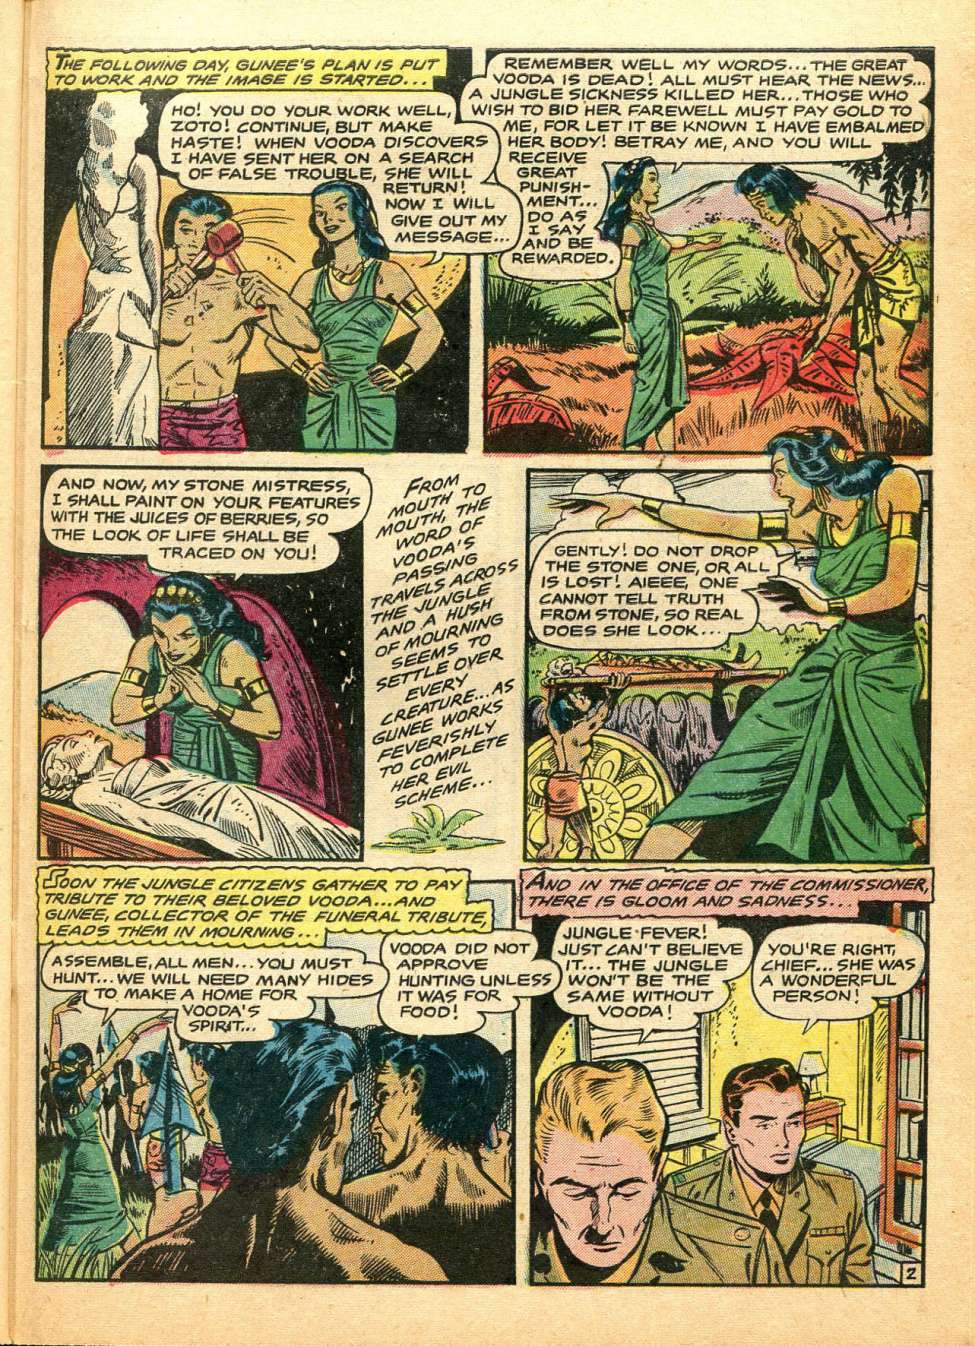 THE FOLLOWING DAY, GUNEE'S PLAN IS PUT
TO WORK AND THE IMAGE IS STARTED...
HO! YOU DO YOUR WORK WELL,
ZOTO! CONTINUE, BUT MAKE
HASTE! WHEN VOODA DISCOVERS
I HAVE SENT HER ON A SEARCH
OF FALSE TROUBLE, SHE WILL
RETURN!
NOW I WILL
GIVE OUT MY
MESSAGE...
REMEMBER WELL MY WORDS...THE GREAT
VOODA IS DEAD! ALL MUST HEAR THE NEWS...
A JUNGLE SICKNESS KILLED HER...THOSE WHO
WISH TO BID HER FAREWELL MUST PAY GOLD TO
ME, FOR LET IT BE KNOWN I HAVE EMBALMED
HER BODY! BETRAY ME, AND YOU WILL
RECEIVE
GREAT
PUNISH-
MENT...
DO AS
I SAY
AND BE
REWARDED.
AND NOW, MY STONE MISTRESS,
I SHALL PAINT ON YOUR FEATURES
WITH THE JUICES OF BERRIES, SO
THE LOOK OF LIFE SHALL BE
TRACED ON YOU!
FROM
MOUTH TO
MOUTH, THE
WORD OF
VOODA'S
PASSING
TRAVELS ACROSS
THE JUNGLE
AND A HUSH
OF MOURNING
SEEMS TO
SETTLE OVER
EVERY
CREATURE...AS
GUNEE WORKS
FEVERISHLY
TO COMPLETE
HER EVIL
SCHEME...
GENTLY! DO NOT DROP
THE STONE ONE, OR ALL
IS LOST! AIEEE, ONE
CANNOT TELL TRUTH
FROM STONE, SO REAL
DOES SHE LOOK...
SOON THE JUNGLE CITIZENS GATHER TO PAY
TRIBUTE TO THEIR BELOVED VOODA...AND
GUNEE, COLLECTOR OF THE FUNERAL TRIBUTE,
LEADS THEM IN MOURNING...
ASSEMBLE, ALL MEN...YOU MUST
HUNT...WE WILL NEED MANY HIDES
TO MAKE A HOME FOR
VOODA'S
SPIRIT...
VOODA DID NOT
APPROVE
HUNTING UNLESS
IT WAS FOR
FOOD!
AND IN THE OFFICE OF THE COMMISSIONER,
THERE IS GLOOM AND SADNESS...
JUNGLE FEVER!
JUST CAN'T BELIEVE
IT... THE JUNGLE
WON'T BE THE
SAME WITHOUT
VOODA!
YOU'RE RIGHT,
CHIEF...SHE WAS
A WONDERFUL
PERSON!
2